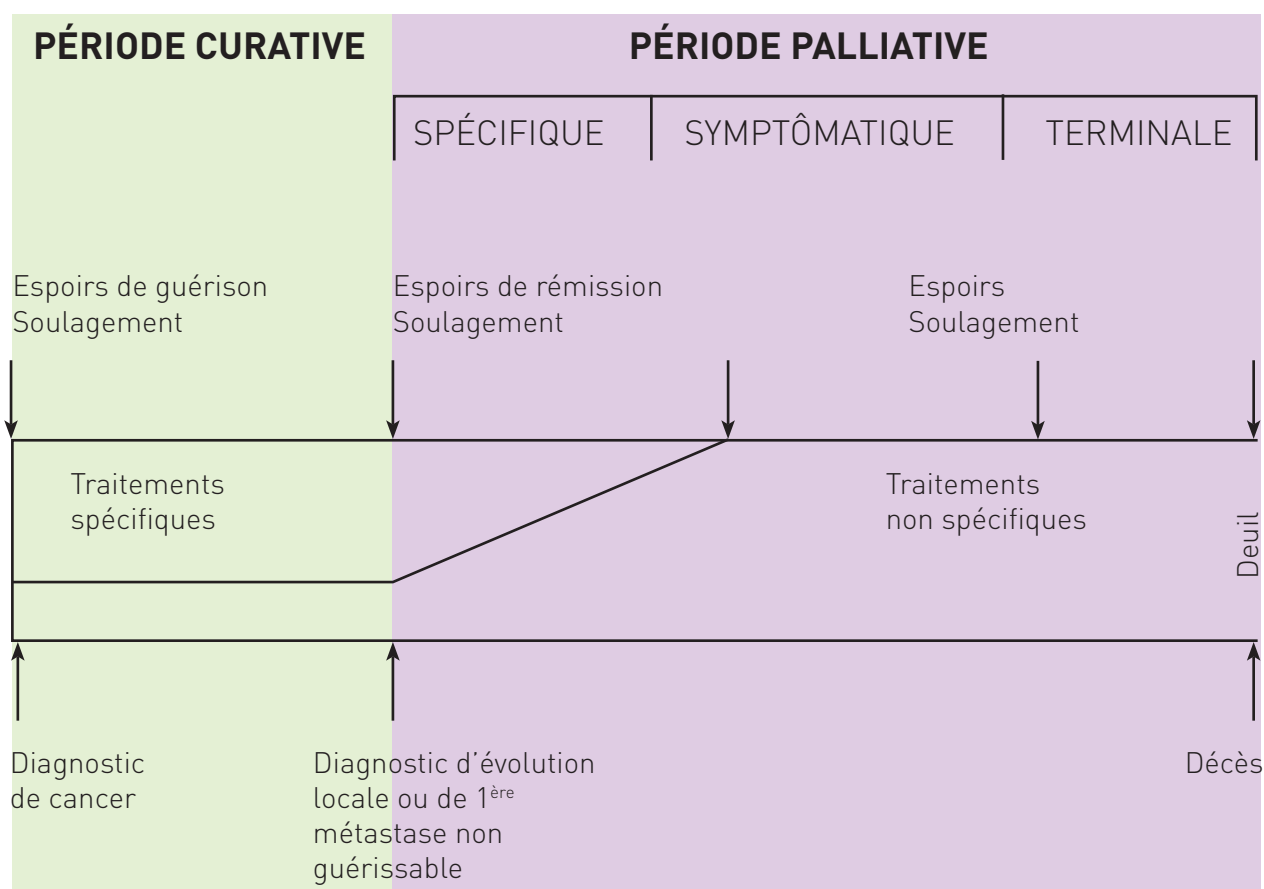 PÉRIODE CURATIVE
PÉRIODE PALLIATIVE
SPÉCIFIQUE
SYMPTÔMATIQUE
TERMINALE
Espoirs de guérison
Soulagement
Espoirs de rémission
Soulagement
Espoirs
Soulagement
Traitements
spécifiques
Traitements
non spécifiques
Deuil
Diagnostic
de cancer
Diagnostic d'évolution
locale ou de 1ère
métastase non
guérissable
Décès